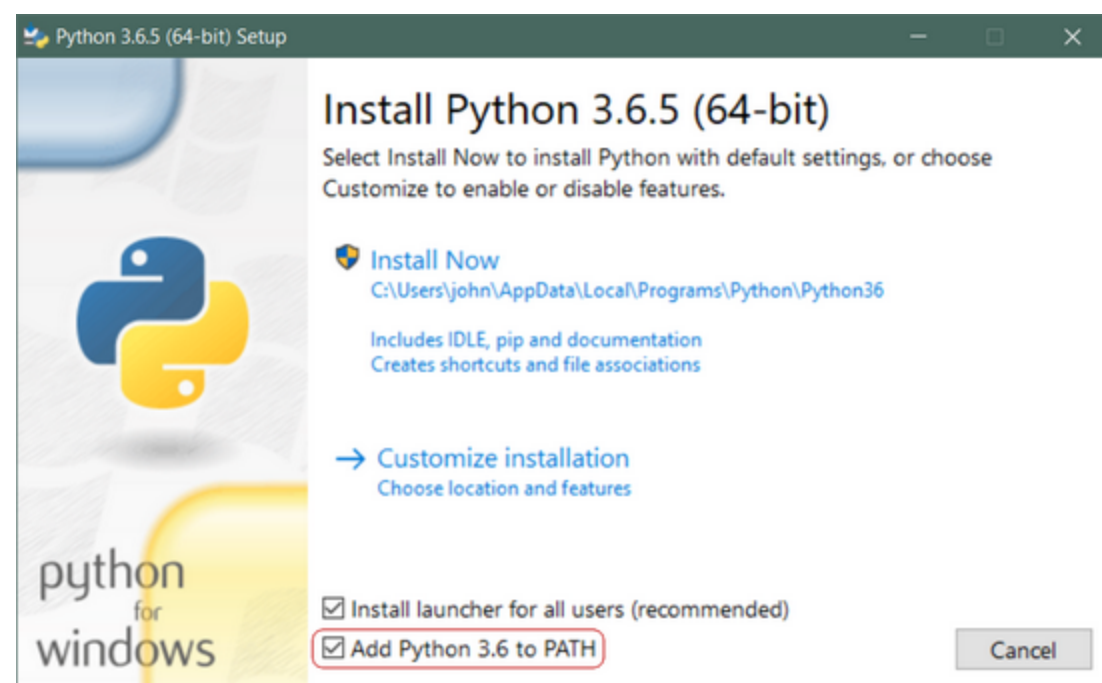 Python 3.6.5 (64-bit) Setup
Install Python 3.6.5 (64-bit)
Select Install Now to install Python with default settings, or choose
Customize to enable or disable features.
Install Now
C:\Users\john\AppData\Local\Programs\Python\Python36
Includes IDLE, pip and documentation
Creates shortcuts and file associations
Customize installation
Choose location and features
python
for
windows
Install launcher for all users (recommended)
Add Python 3.6 to PATH
Cancel